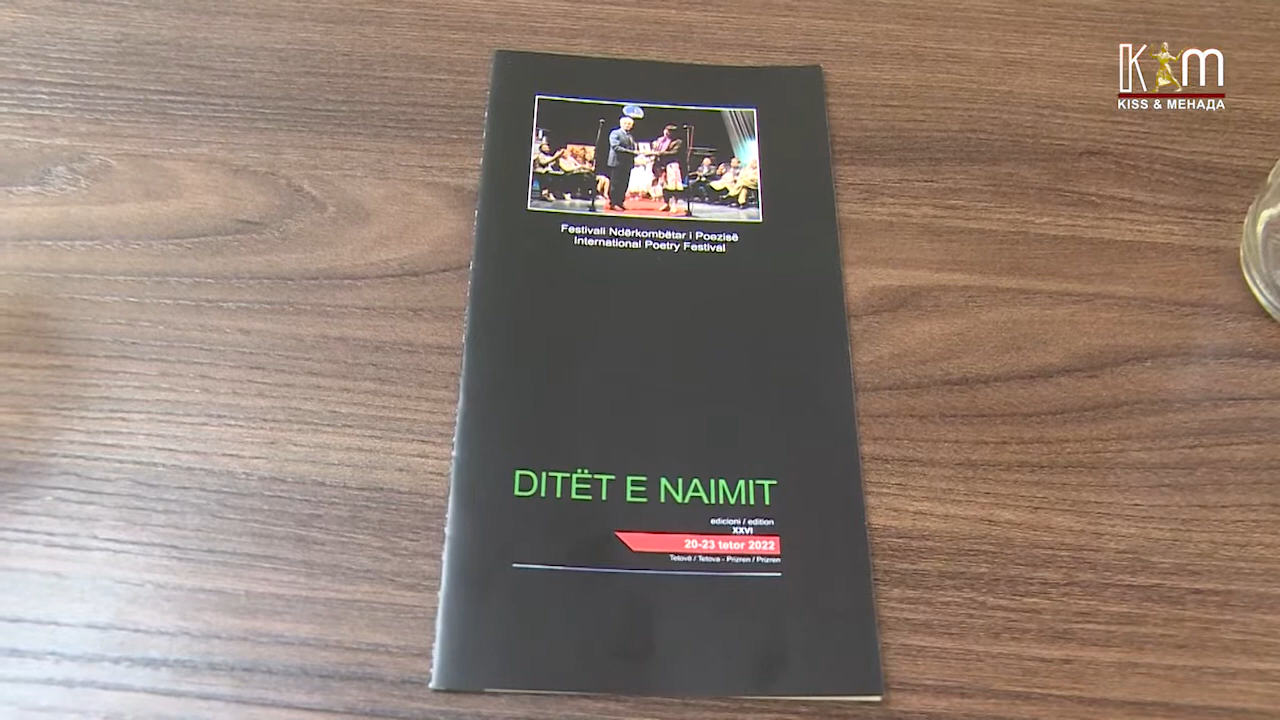 KM
KISS & МЕНАДА
Festivali Ndërkombëtar i Poezisë
International Poetry Festival
DITËT E NAIMIT
edicioni / edition
XXVI
20-23 tetor 2022
Tetovë / Tetova - Prizren / Prizren